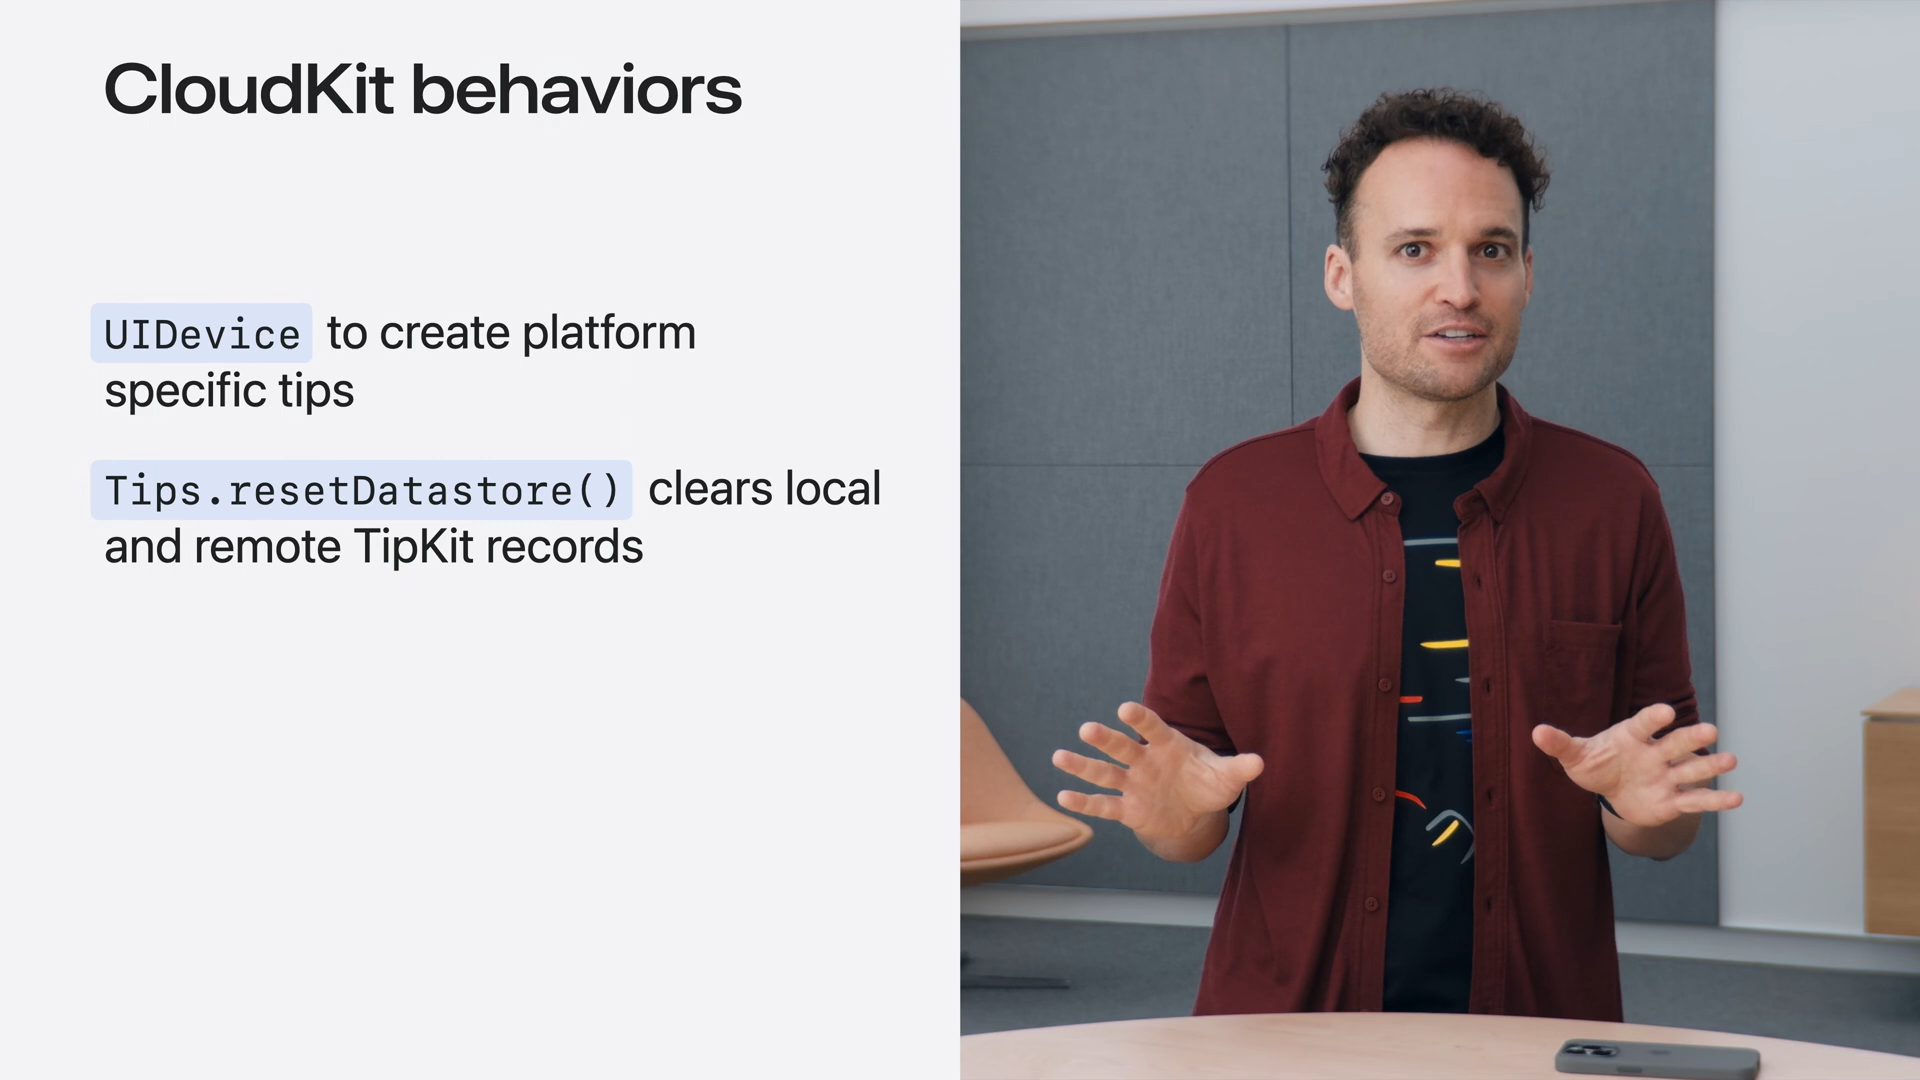 CloudKit behaviors
UIDevice to create platform
specific tips
Tips.resetDatastore() clears local
and remote TipKit records